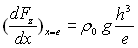 (dF_z/dx)_{x=e} = ρ_0 g h^3/e